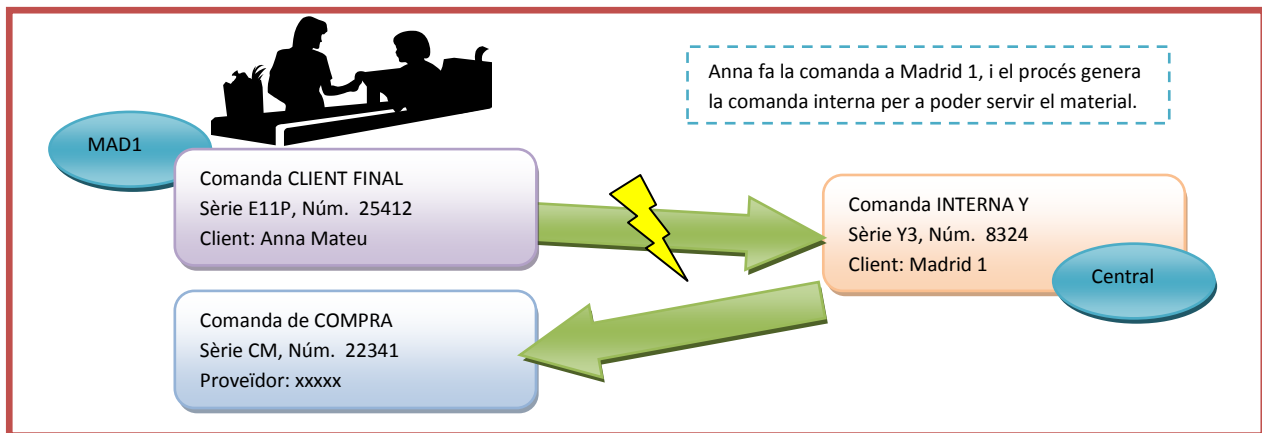 Anna fa la comanda a Madrid 1, i el procés genera
la comanda interna per a poder servir el material.
MAD1
Comanda CLIENT FINAL
Sèrie E11P, Núm. 25412
Client: Anna Mateu
Comanda INTERNA Y
Sèrie Y3, Núm. 8324
Client: Madrid 1
Central
Comanda de COMPRA
Sèrie CM, Núm. 22341
Proveïdor: xxxxx